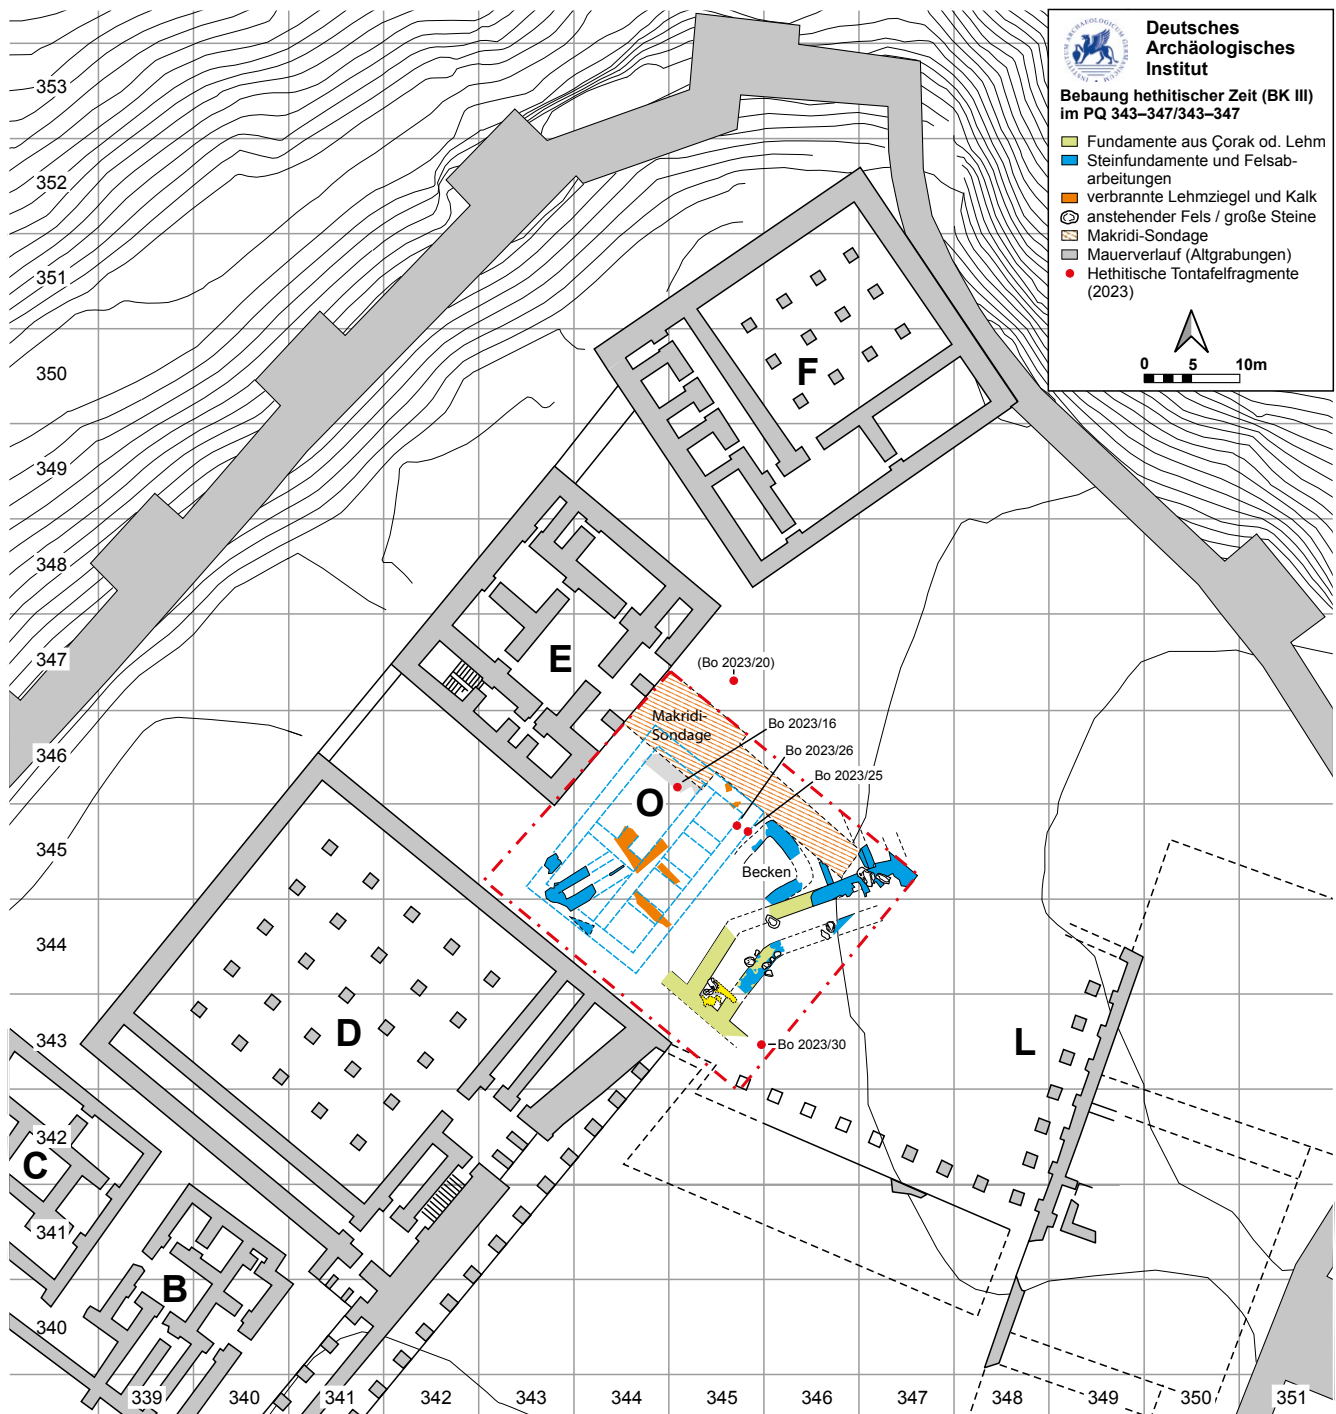 Deutsches
Archäologisches
Institut
INSTITUTUM ARCHAEOLOGICUM GERMANICUM
Bebaung hethitischer Zeit (BK III)
im PQ 343–347/343–347
Fundamente aus Çorak od. Lehm
Steinfundamente und Felsab-
arbeitungen
verbrannte Lehmziegel und Kalk
anstehender Fels / große Steine
Makridi-Sondage
Mauerverlauf (Altgrabungen)
Hethitische Tontafelfragmente
(2023)
0 5 10m
353
352
351
350
F
349
348
347
E
(Bo 2023/20)
Makridi-
Sondage
Bo 2023/16
346
Bo 2023/26
Bo 2023/25
O
345
Becken
344
343
D
L
Bo 2023/30
342
C
341
B
340
339 340 341 342 343 344 345 346 347 348 349 350 351